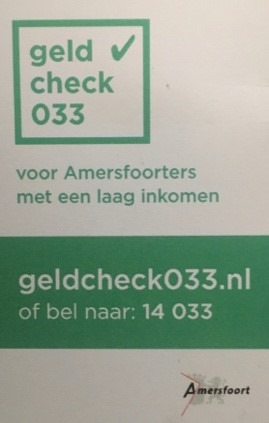 geld
check
033
voor Amersfoorters
met een laag inkomen
geldcheck033.nl
of bel naar: 14 033
Amersfoort